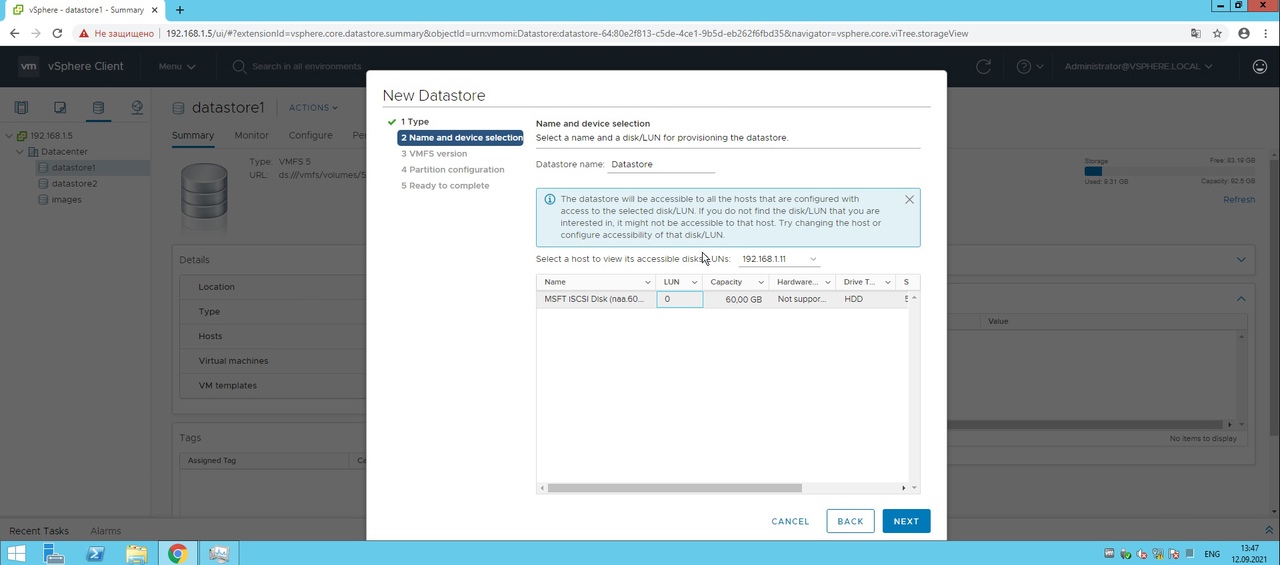 vSphere - datastore1 - Summary
Не защищено
192.168.1.5/ui/#?extensionId=vsphere.core.datastore.summary&objectId=urn:vmomi:Datastore:datastore-64:80e2f813-c5de-4ce1-9b5d-eb262f6fbd35&navigator=vsphere.core.viTree.storageView
vm vSphere Client
Menu
Search in all environments
Administrator@VSPHERE.LOCAL
192.168.1.5
Datacenter
datastore1
datastore2
images
datastore1
ACTIONS
Summary
Monitor
Configure
Type: VMFS 5
URL: ds:///vmfs/volumes/5
Storage
Free: 83.19 GB
Used: 9.31 GB
Capacity: 92.5 GB
Refresh
Details
Location
Type
Hosts
Virtual machines
VM templates
Value
No items to display
Tags
Assigned Tag
New Datastore
1 Type
2 Name and device selection
3 VMFS version
4 Partition configuration
5 Ready to complete
Name and device selection
Select a name and a disk/LUN for provisioning the datastore.
Datastore name: Datastore
The datastore will be accessible to all the hosts that are configured with
access to the selected disk/LUN. If you do not find the disk/LUN that you are
interested in, it might not be accessible to that host. Try changing the host or
configure accessibility of that disk/LUN.
Select a host to view its accessible disks/LUNs: 192.168.1.11
Name LUN Capacity Hardware... Drive T... S
MSFT iSCSI Disk (naa.60... 0 60,00 GB Not suppor... HDD
CANCEL
BACK
NEXT
Recent Tasks
Alarms
ENG
13:47
12.09.2021